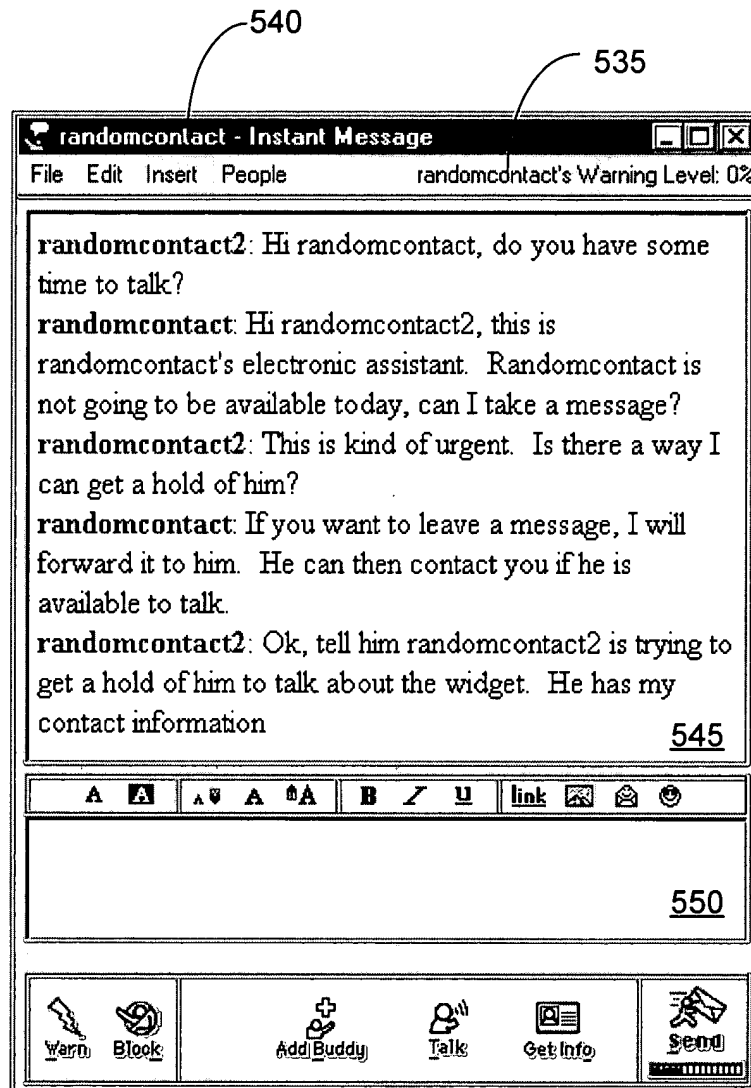 540
535
randomcontact - Instant Message
File Edit Insert People randomcontact's Warning Level: 0%
randomcontact2: Hi randomcontact, do you have some
time to talk?
randomcontact: Hi randomcontact2, this is
randomcontact's electronic assistant. Randomcontact is
not going to be available today, can I take a message?
randomcontact2: This is kind of urgent. Is there a way I
can get a hold of him?
randomcontact: If you want to leave a message, I will
forward it to him. He can then contact you if he is
available to talk.
randomcontact2: Ok, tell him randomcontact2 is trying to
get a hold of him to talk about the widget. He has my
contact information
545
A A A A A B I U link
550
Warn Block Add Buddy Talk Get Info Send